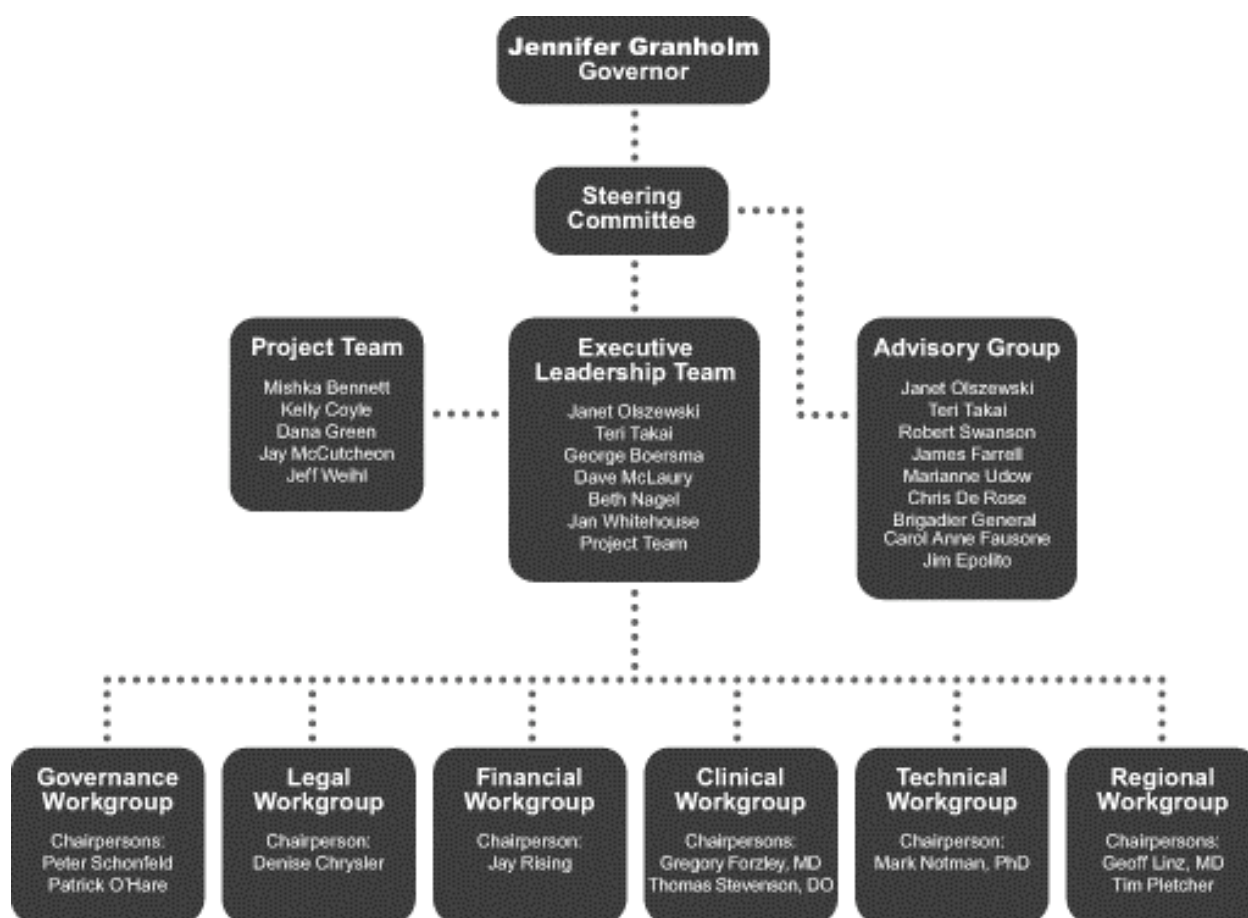 Jennifer Granholm
Governor
Steering
Committee
Project Team
Mishka Bennett
Kelly Coyle
Dana Green
Jay McCutcheon
Jeff Weihl
Executive
Leadership Team
Janet Olszewski
Teri Takai
George Boersma
Dave McLaury
Beth Nagel
Jan Whitehouse
Project Team
Advisory Group
Janet Olszewski
Teri Takai
Robert Swanson
James Farrell
Marianne Udow
Chris De Rose
Brigadier General
Carol Anne Fausone
Jim Epolito
Governance
Workgroup
Chairpersons:
Peter Schonfeld
Patrick O'Hare
Legal
Workgroup
Chairperson:
Denise Chrysler
Financial
Workgroup
Chairperson:
Jay Rising
Clinical
Workgroup
Chairpersons:
Gregory Forzley, MD
Thomas Stevenson, DO
Technical
Workgroup
Chairperson:
Mark Notman, PhD
Regional
Workgroup
Chairpersons:
Geoff Linz, MD
Tim Pletcher